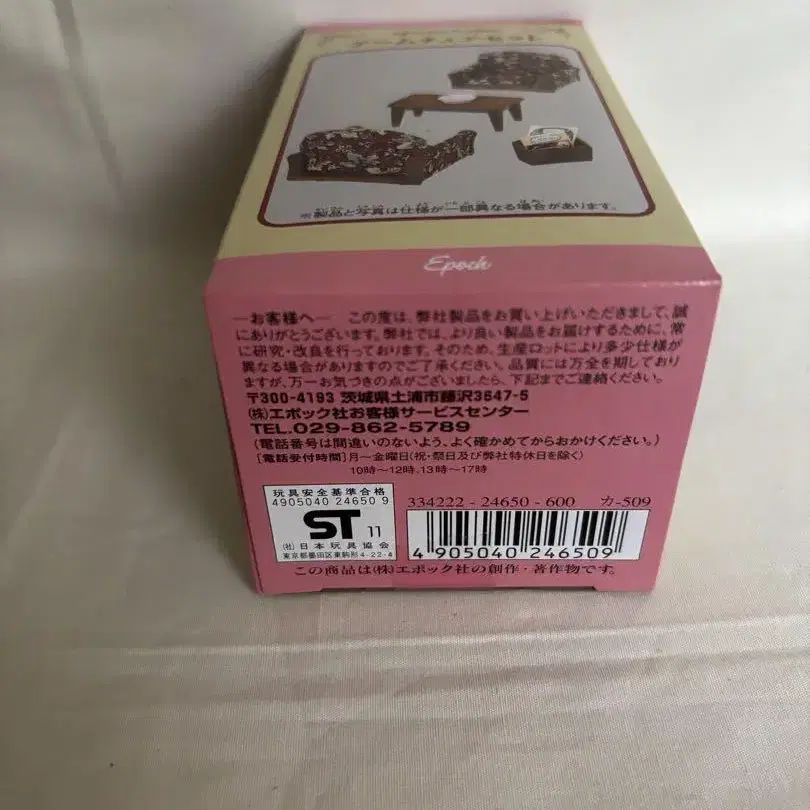 ※製品と写真は仕様が一部異なる場合があります。
Epoch
―お客様へ― この度は、弊社製品をお買い上げいただきまして、誠
にありがとうございます。弊社では、より良い製品をお届けするために、常
に研究・改良を行っております。そのため、生産ロットにより多少仕様が
異なる場合がありますのでご了承ください。品質には万全を期しており
ますが、万一お気づきの点がございましたら、下記までご連絡ください。
〒300-4193 茨城県土浦市藤沢3647-5
(株)エポック社お客様サービスセンター
TEL.029-862-5789
(電話番号は間違いのないよう、よく確かめてからおかけください。)
[電話受付時間]月〜金曜日(祝・祭日及び弊社特休日を除く)
10時〜12時、13時〜17時
玩具安全基準合格
4905040 24650 9
ST 11
(社)日本玩具協会
東京都墨田区東駒形4-22-4
334222-24650-600 カ-509
4 905040 246509
この商品は(株)エポック社の創作・著作物です。